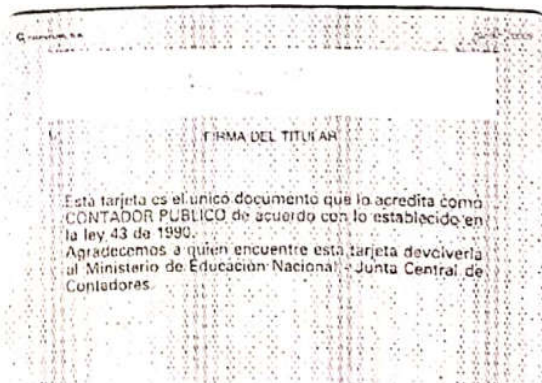 FIRMA DEL TITULAR
Esta tarjeta es el unico documento que lo acredita como
CONTADOR PUBLICO de acuerdo con lo establecido en
la ley 43 de 1990.
Agradecemos a quien encuentre esta tarjeta devolverla
al Ministerio de Educación Nacional - Junta Central de
Contadores.